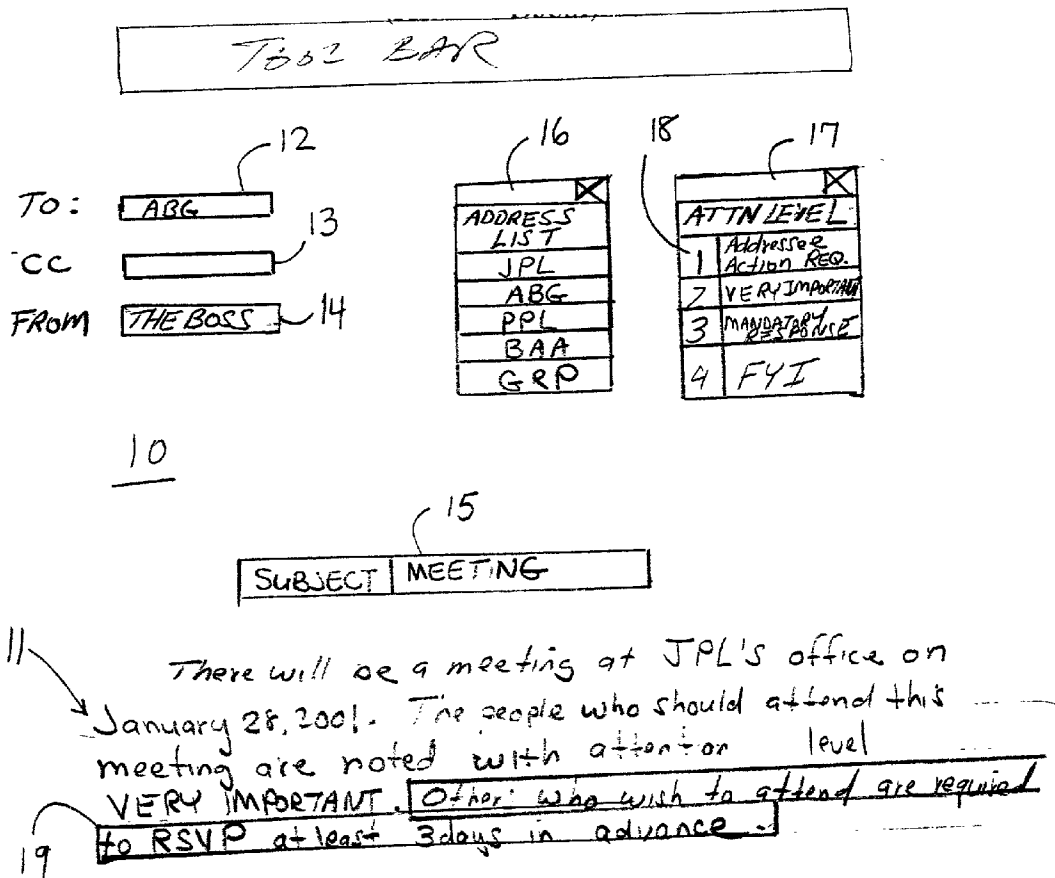 TOOL BAR
12
16
18
17
TO:
ABG
13
CC
FROM
THE BOSS
14
ADDRESS
LIST
JPL
ABG
PPL
BAA
GRP
ATTN LEVEL
1 Addressee
Action REQ.
2 VERY IMPORTANT
3 MANDATORY
RESPONSE
4 FYI
10
15
SUBJECT MEETING
11
There will be a meeting at JPL'S office on
January 28, 2001. The people who should attend this
meeting are noted with attention level
VERY IMPORTANT. Other who wish to attend are required
to RSVP at least 3 days in advance.
19